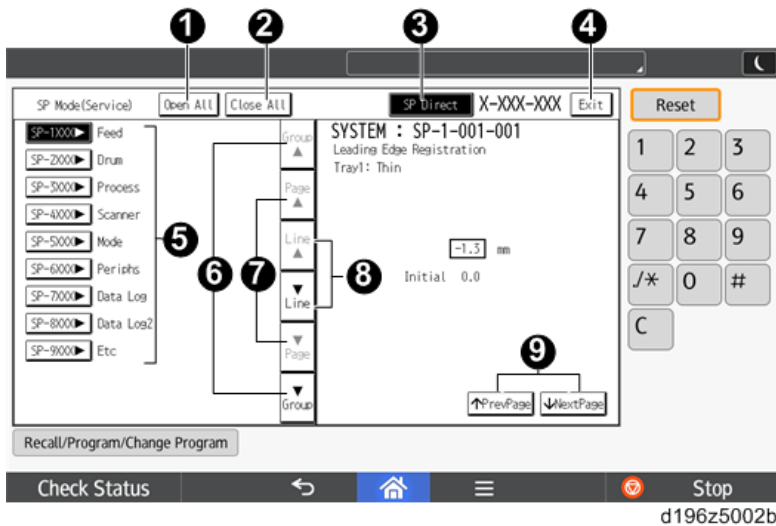 1 2 3 4
SP Mode(Service) Open All Close All SP Direct X-XXX-XXX Exit Reset
SP-1XXX▶ Feed
SP-2XXX▶ Drum
SP-3XXX▶ Process
SP-4XXX▶ Scanner
SP-5XXX▶ Mode
SP-6XXX▶ Periphs
SP-7XXX▶ Data Log
SP-8XXX▶ Data Log2
SP-9XXX▶ Etc
5
6 7 8
Group
▲
Page
▲
Line
▲
▼
Line
▼
Page
▼
Group
SYSTEM : SP-1-001-001
Leading Edge Registration
Tray1: Thin
-1.3 mm
Initial 0.0
9
↑PrevPage ↓NextPage
1 2 3
4 5 6
7 8 9
./* 0 #
C
Recall/Program/Change Program
Check Status Stop
d196z5002b